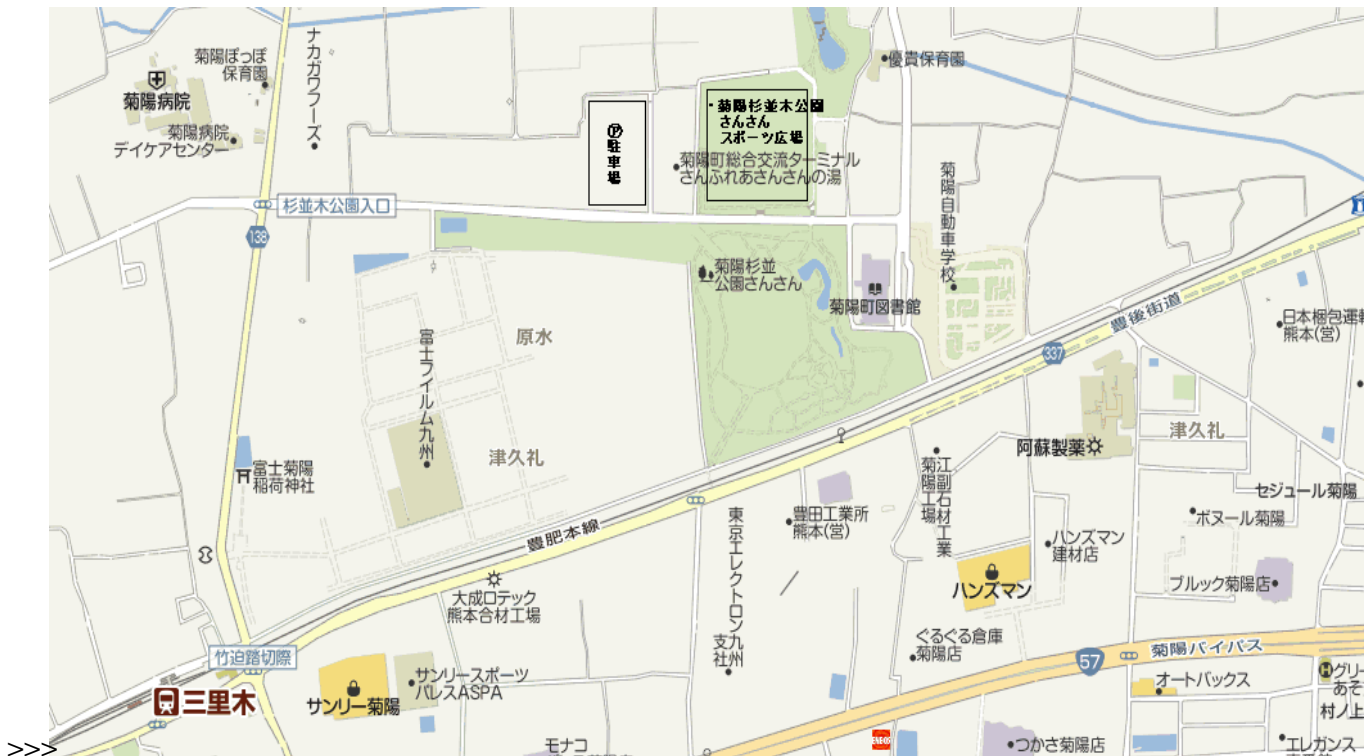 ナカガワフーズ
菊陽ぽっぽ
保育園
菊陽病院
菊陽病院
デイケアセンター
㋐駐車場
菊陽杉並木公園
さんさん
スポーツ広場
菊陽町総合交流ターミナル
さんふれあさんさんの湯
優貴保育園
菊陽自動車学校
杉並木公園入口
138
菊陽杉並
公園さんさん
菊陽町図書館
豊後街道
日本梱包運輸
熊本(営)
337
原水
富士フイルム九州
津久礼
阿蘇製薬
津久礼
富士菊陽
稲荷神社
江副石材工業
菊陽工場
セジュール菊陽
ボヌール菊陽
豊肥本線
豊田工業所
熊本(営)
東京エレクトロン九州
支社
ハンズマン
建材店
ハンズマン
ブルック菊陽店
大成ロテック
熊本合材工場
ぐるぐる倉庫
菊陽店
竹迫踏切際
57
菊陽バイパス
サンリースポーツ
パレスASPA
オートバックス
グリー
あそ
村ノ上
三里木
サンリー菊陽
ENEOS
モナコ
つかさ菊陽店
エレガンス
>>>